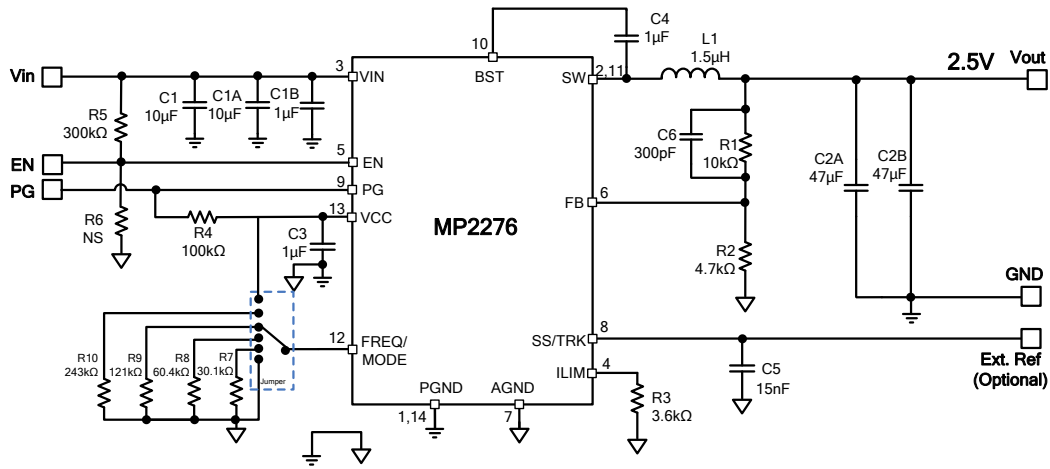 C4
1µF
L1
1.5µH
10
BST
2.5V
Vout
Vin
3
VIN
SW
2,11
C1
10µF
C1A
10µF
C1B
1µF
R5
300kΩ
C6
300pF
R1
10kΩ
C2A
47µF
C2B
47µF
EN
5
EN
PG
9
PG
6
FB
13
VCC
R6
NS
R4
100kΩ
C3
1µF
MP2276
R2
4.7kΩ
GND
8
SS/TRK
12
FREQ/
MODE
R10
243kΩ
R9
121kΩ
R8
60.4kΩ
R7
30.1kΩ
Jumper
4
ILIM
C5
15nF
Ext. Ref
(Optional)
PGND
1,14
AGND
7
R3
3.6kΩ